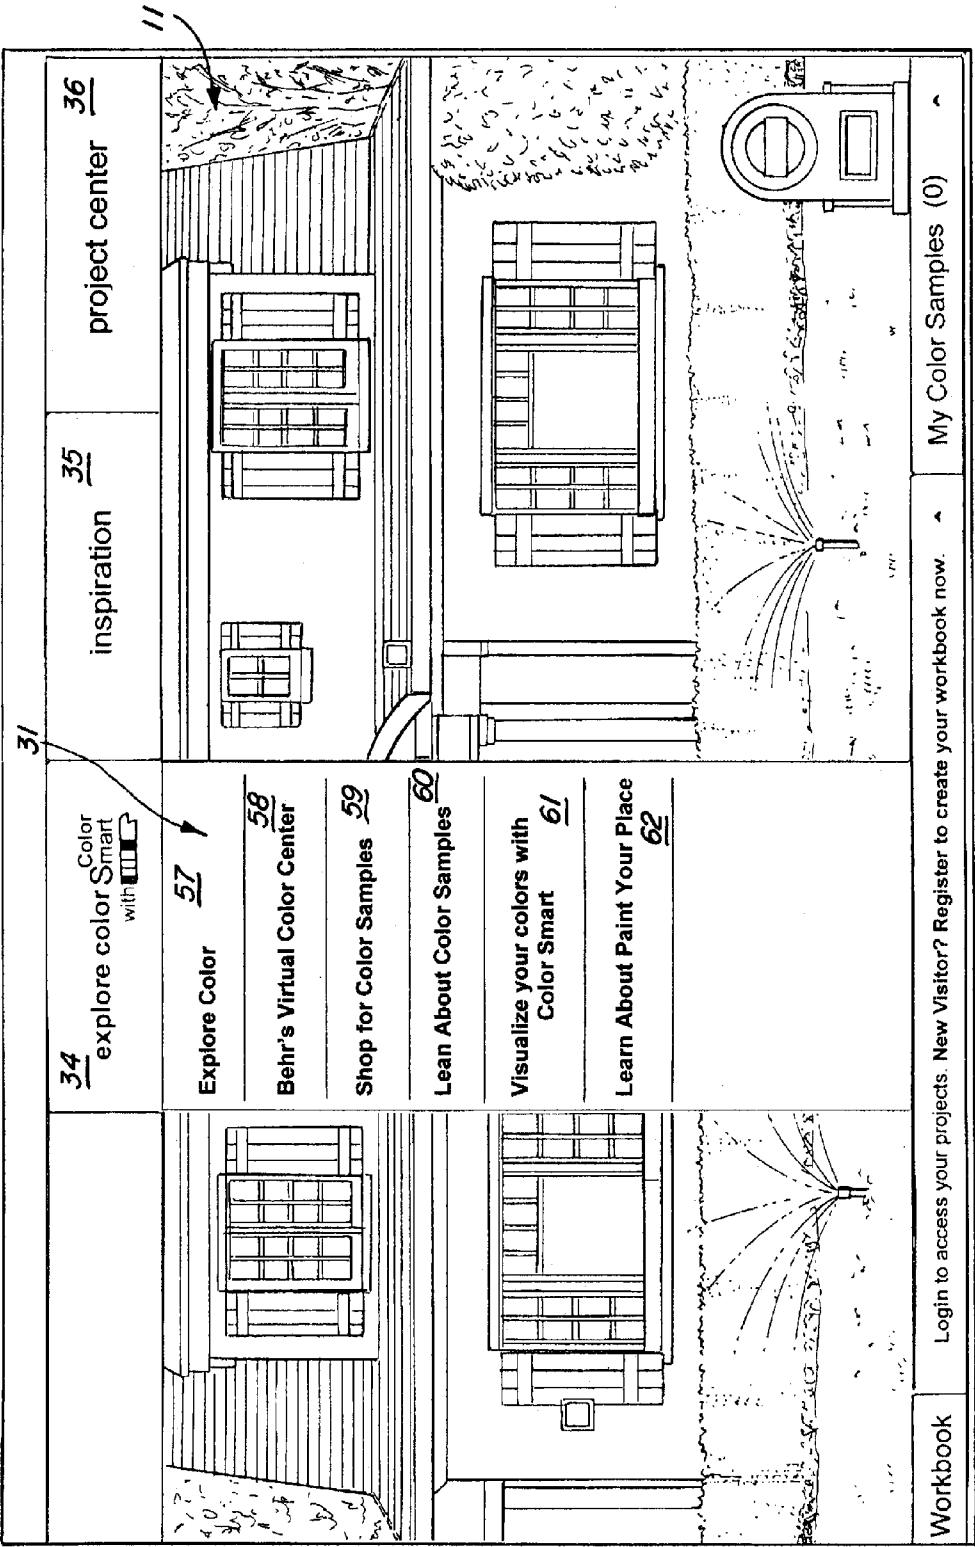 11
31
34
explore color
Color
Smart
with
inspiration 35
project center 36
Explore Color 57
Behr's Virtual Color Center 58
Shop for Color Samples 59
Lean About Color Samples 60
Visualize your colors with
Color Smart 61
Learn About Paint Your Place
62
Workbook
Login to access your projects. New Visitor? Register to create your workbook now.
My Color Samples (0)